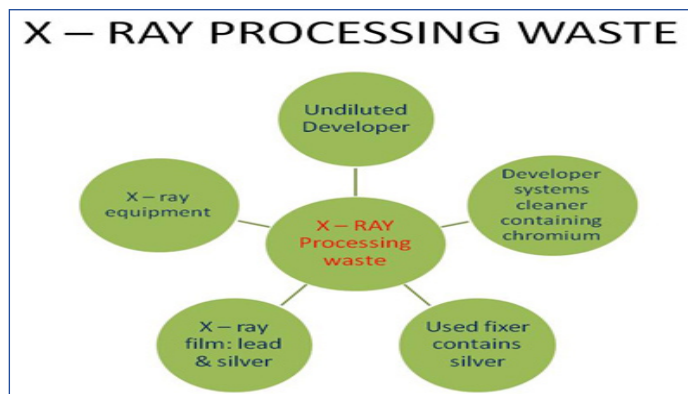 X – RAY PROCESSING WASTE
Undiluted
Developer
X – ray
equipment
Developer
systems
cleaner
containing
chromium
X – RAY
Processing
waste
X – ray
film: lead
& silver
Used fixer
contains
silver